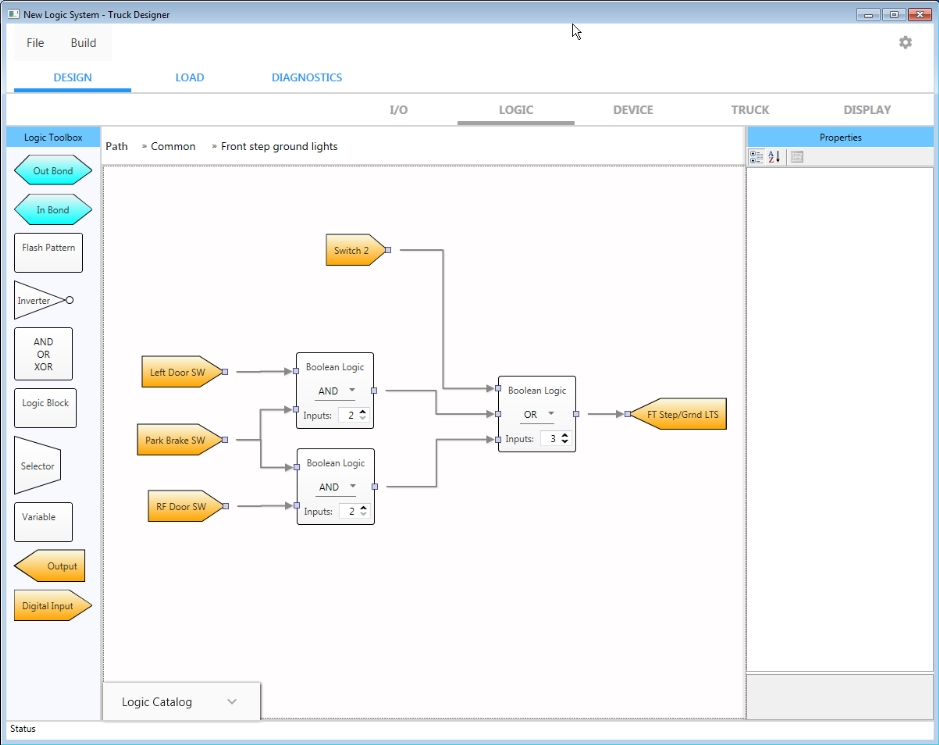 New Logic System - Truck Designer
File Build
DESIGN LOAD DIAGNOSTICS
I/O LOGIC DEVICE TRUCK DISPLAY
Logic Toolbox
Out Bond
In Bond
Flash Pattern
Inverter
AND
OR
XOR
Logic Block
Selector
Variable
Output
Digital Input
Path » Common » Front step ground lights
Switch 2
Left Door SW
Park Brake SW
RF Door SW
Boolean Logic
AND
Inputs: 2
Boolean Logic
AND
Inputs: 2
Boolean Logic
OR
Inputs: 3
FT Step/Grnd LTS
Logic Catalog
Properties
A
Z
Status